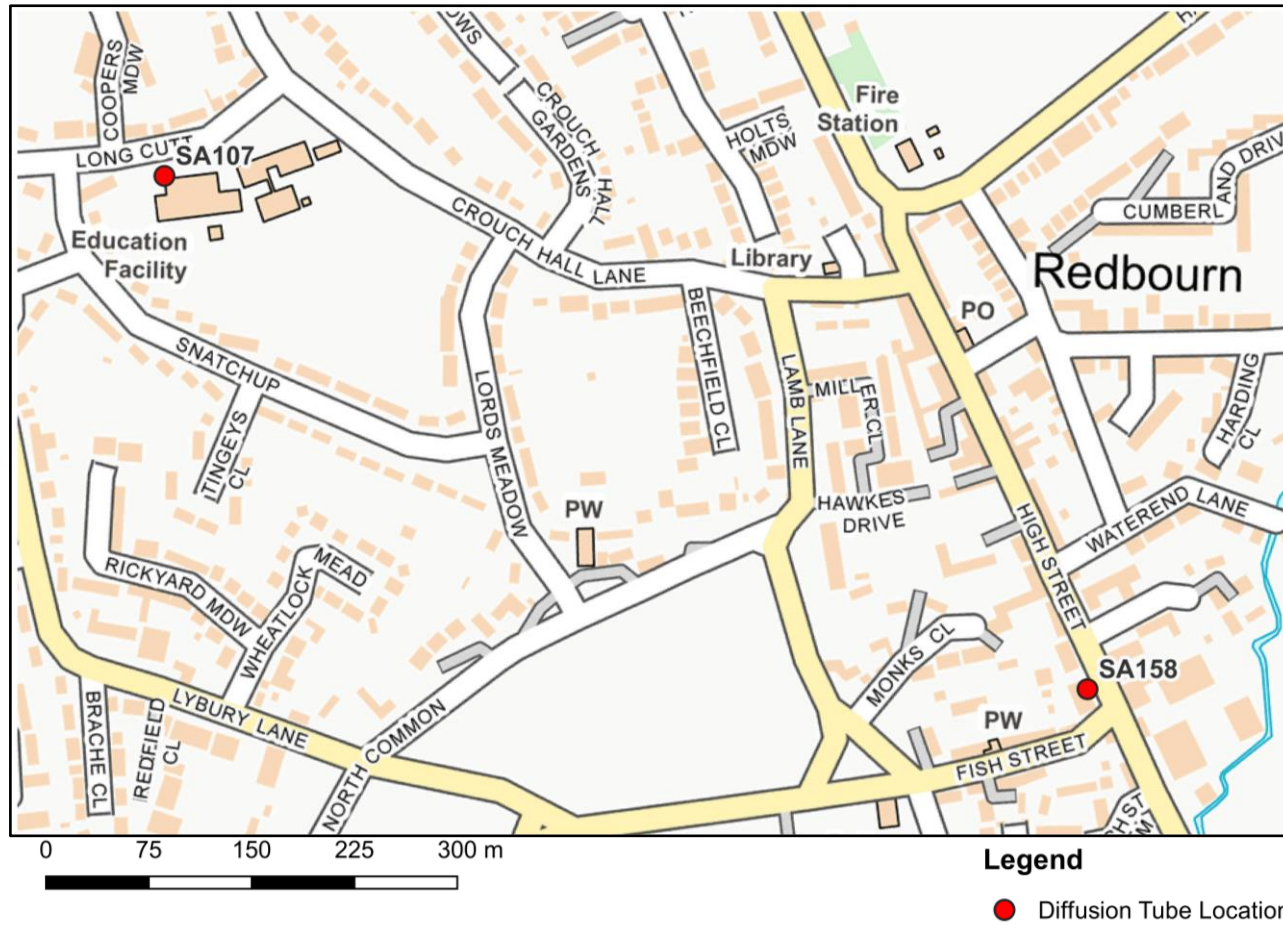 COOPERS
MDW
LONG CUTT
SA107
Education
Facility
CROUCH
HALL
GARDENS
CROUCH HALL LANE
HOLTS
MDW
Fire
Station
Library
CUMBERLAND DRIV
Redbourn
PO
BEECHFIELD CL
LAMB LANE
MILLER CL
HARDING
CL
SNATCHUP
TINGEYS
CL
LORDS MEADOW
PW
HAWKES
DRIVE
HIGH STREET
WATEREND LANE
RICKYARD MDW
WHEATLOCK
MEAD
MONKS CL
SA158
PW
FISH STREET
BRACHE CL
REDFIELD
CL
LYBURY LANE
NORTH COMMON
0 75 150 225 300 m
Legend
Diffusion Tube Location